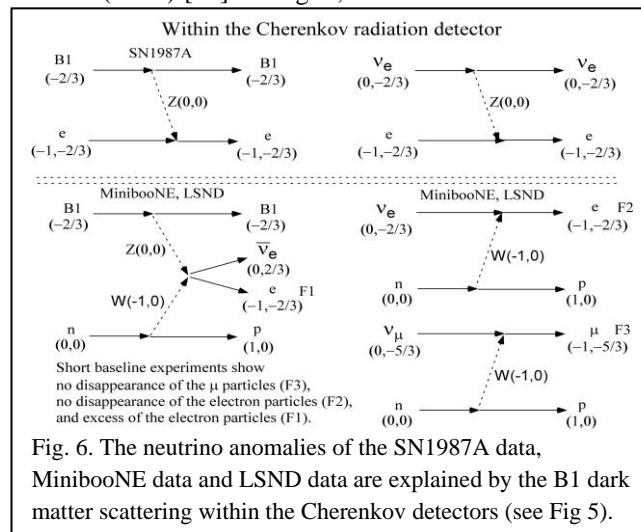 Within the Cherenkov radiation detector
B1 SN1987A B1
(−2/3) (−2/3)
Z(0,0)
e e
(−1,−2/3) (−1,−2/3)
νe νe
(0,−2/3) (0,−2/3)
Z(0,0)
e e
(−1,−2/3) (−1,−2/3)
MinibooNE, LSND
B1 B1
(−2/3) (−2/3)
Z(0,0)
ν̅e
(0,2/3)
W(-1,0)
e F1
(−1,−2/3)
n p
(0,0) (1,0)
Short baseline experiments show
no disappearance of the μ particles (F3),
no disappearance of the electron particles (F2),
and excess of the electron particles (F1).
MinibooNE, LSND
νe e F2
(0,−2/3) (−1,−2/3)
W(-1,0)
n p
(0,0) (1,0)
νμ μ F3
(0,−5/3) (−1,−5/3)
W(-1,0)
n p
(0,0) (1,0)
Fig. 6. The neutrino anomalies of the SN1987A data,
MinibooNE data and LSND data are explained by the B1 dark
matter scattering within the Cherenkov detectors (see Fig 5).